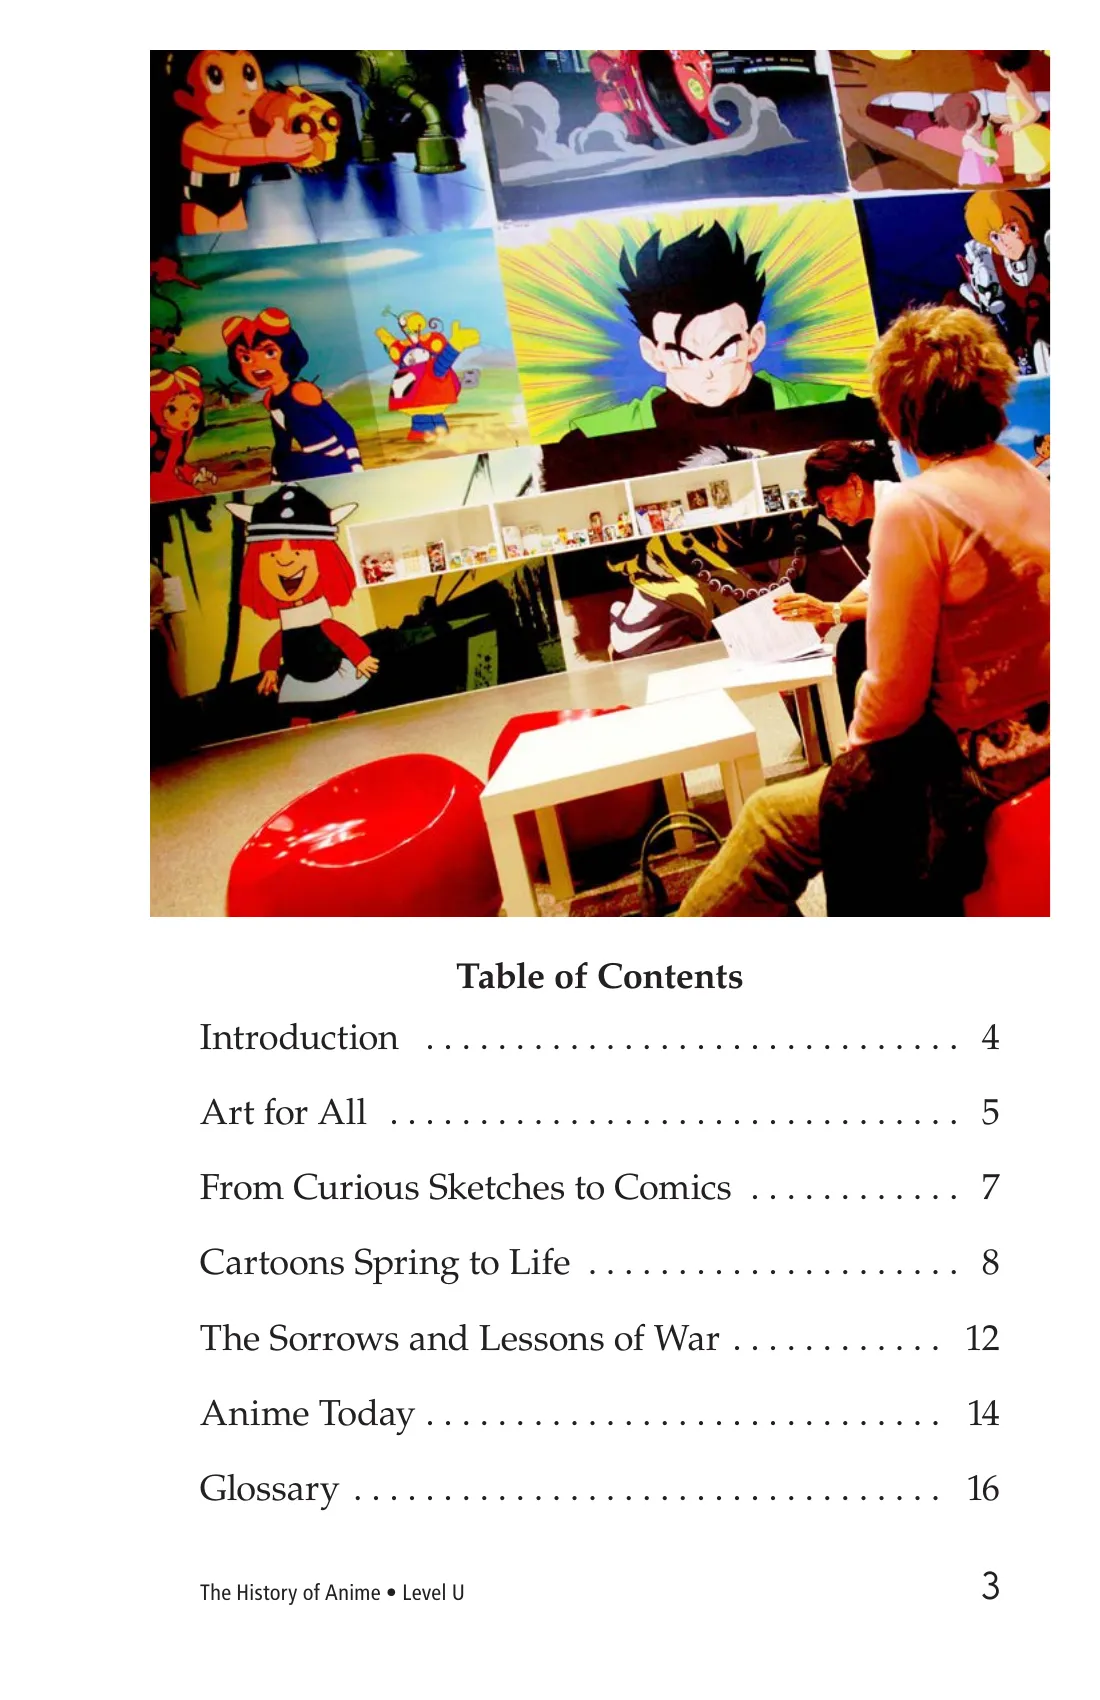 Table of Contents
Introduction . . . . . . . . . . . . . . . . . . . . . . . . . . . . . . 4
Art for All . . . . . . . . . . . . . . . . . . . . . . . . . . . . . . . . 5
From Curious Sketches to Comics . . . . . . . . . . . . 7
Cartoons Spring to Life . . . . . . . . . . . . . . . . . . . . . 8
The Sorrows and Lessons of War . . . . . . . . . . . . 12
Anime Today . . . . . . . . . . . . . . . . . . . . . . . . . . . . . 14
Glossary . . . . . . . . . . . . . . . . . . . . . . . . . . . . . . . . . 16
The History of Anime • Level U 3